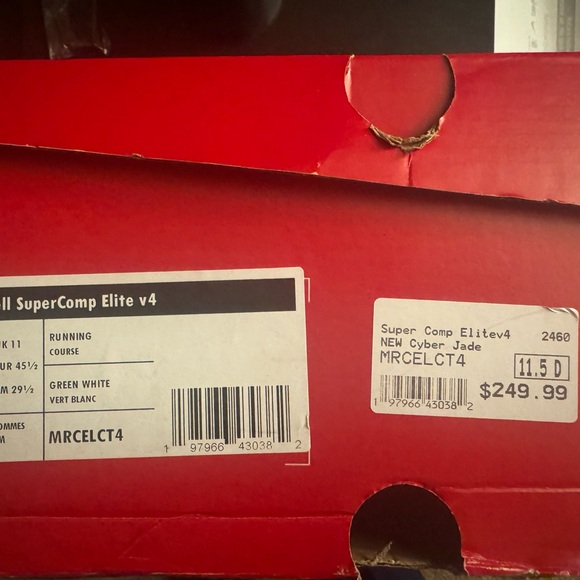 ll SuperComp Elite v4
UK 11
UR 45½
M 29½
OMMES
M
RUNNING
COURSE
GREEN WHITE
VERT BLANC
MRCELCT4
1 97966 43038 2
Super Comp Elitev4 2460
NEW Cyber Jade
MRCELCT4
11.5 D
1 97966 43038 2
$249.99